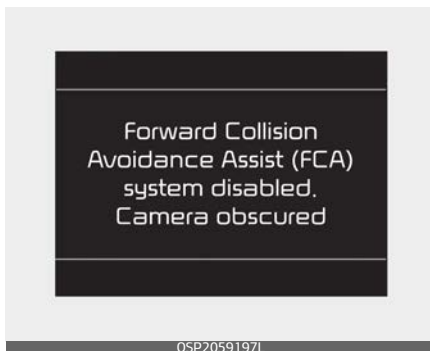 Forward Collision
Avoidance Assist (FCA)
system disabled.
Camera obscured
OSP2059197L